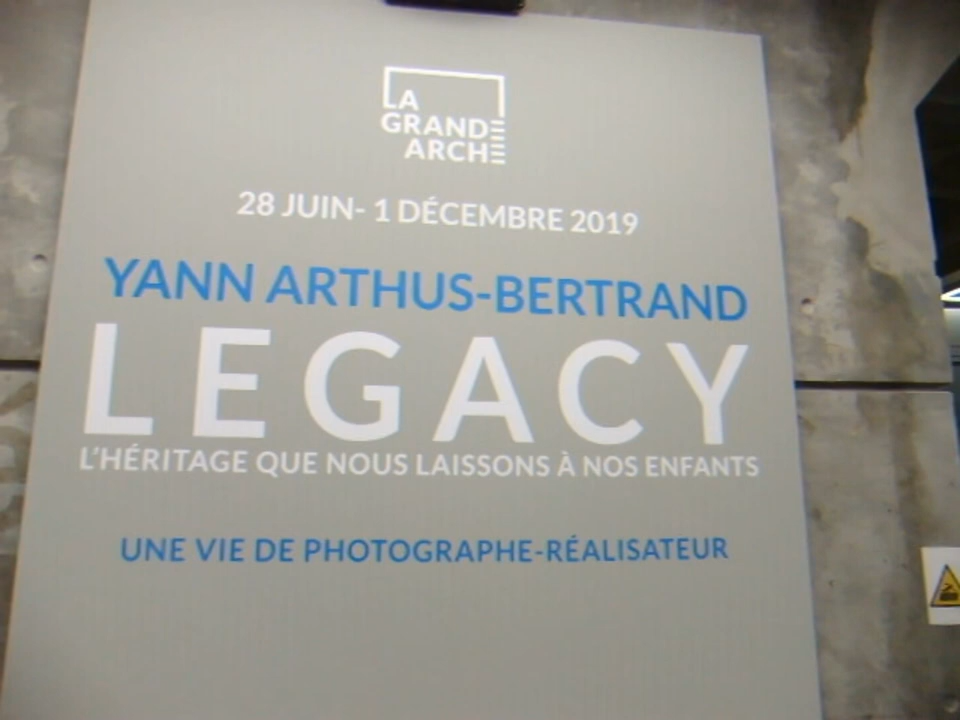 LA
GRANDE
ARCHE
28 JUIN- 1 DÉCEMBRE 2019
YANN ARTHUS-BERTRAND
LEGACY
L'HÉRITAGE QUE NOUS LAISSONS À NOS ENFANTS
UNE VIE DE PHOTOGRAPHE-RÉALISATEUR